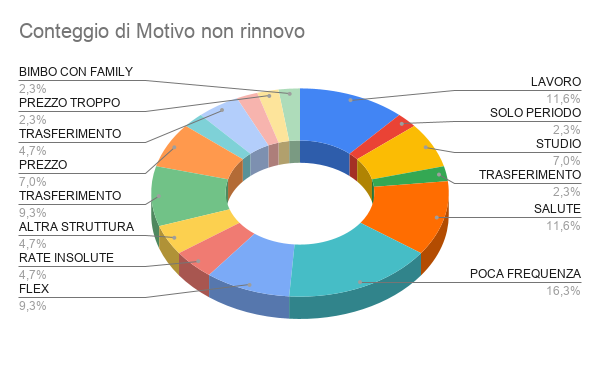 Conteggio di Motivo non rinnovo
BIMBO CON FAMILY
2,3%
PREZZO TROPPO
2,3%
TRASFERIMENTO
4,7%
PREZZO
7,0%
TRASFERIMENTO
9,3%
ALTRA STRUTTURA
4,7%
RATE INSOLUTE
4,7%
FLEX
9,3%
LAVORO
11,6%
SOLO PERIODO
2,3%
STUDIO
7,0%
TRASFERIMENTO
2,3%
SALUTE
11,6%
POCA FREQUENZA
16,3%